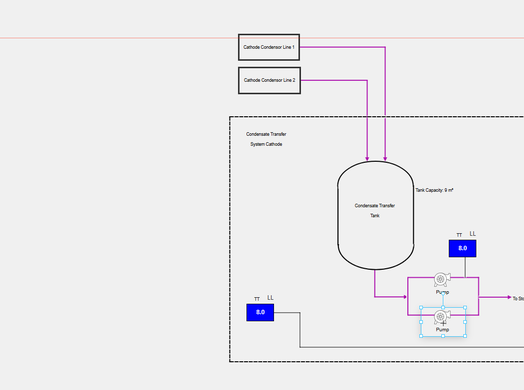 Cathode Condensor Line 1
Cathode Condensor Line 2
Condensate Transfer
System Cathode
Tank Capacity: 9 m³
Condensate Transfer
Tank
TT LL
8.0
Pump
To
TT LL
8.0
Pump